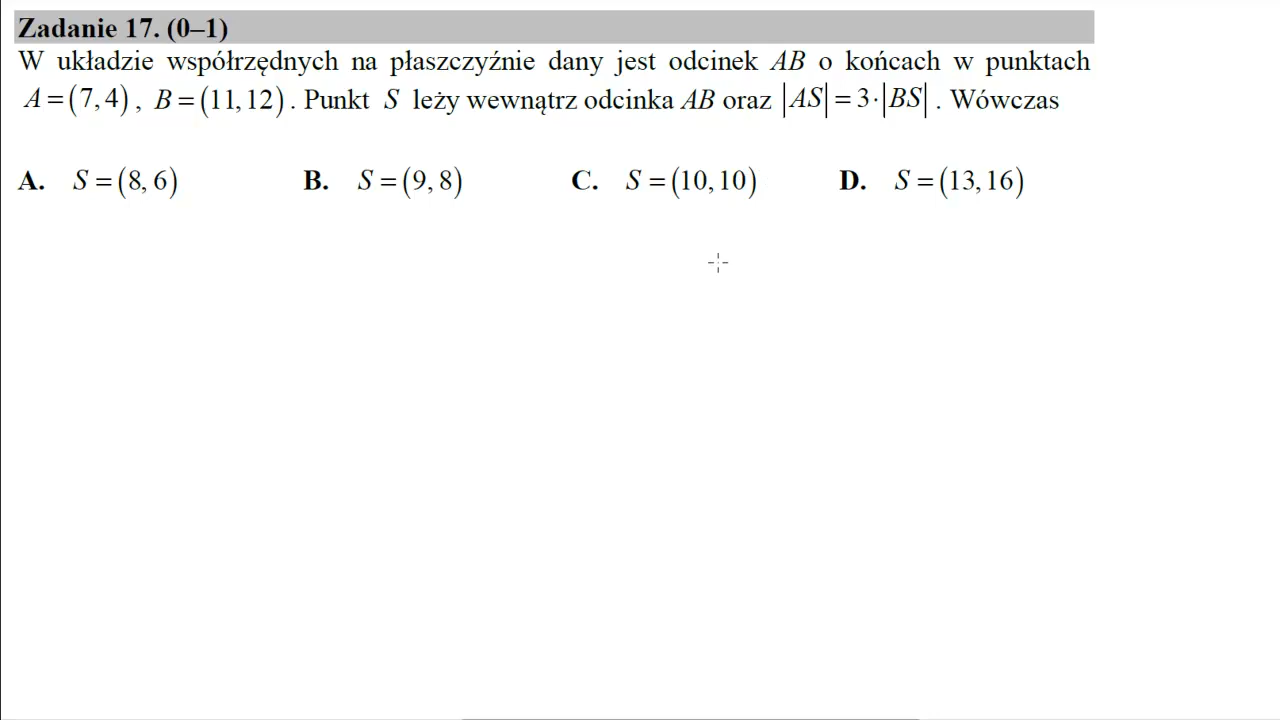 Zadanie 17. (0–1)
W układzie współrzędnych na płaszczyźnie dany jest odcinek AB o końcach w punktach
A=(7,4), B=(11,12). Punkt S leży wewnątrz odcinka AB oraz |AS|=3·|BS|. Wówczas
A. S=(8,6) B. S=(9,8) C. S=(10,10) D. S=(13,16)